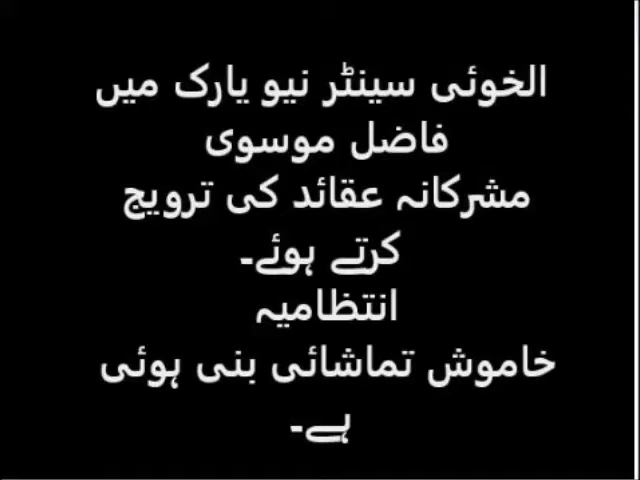 الخوئی سینٹر نیو یارک میں
فاضل موسوی
مشرکانہ عقائد کی ترویج
کرتے ہوئے۔
انتظامیہ
خاموش تماشائی بنی ہوئی
ہے۔